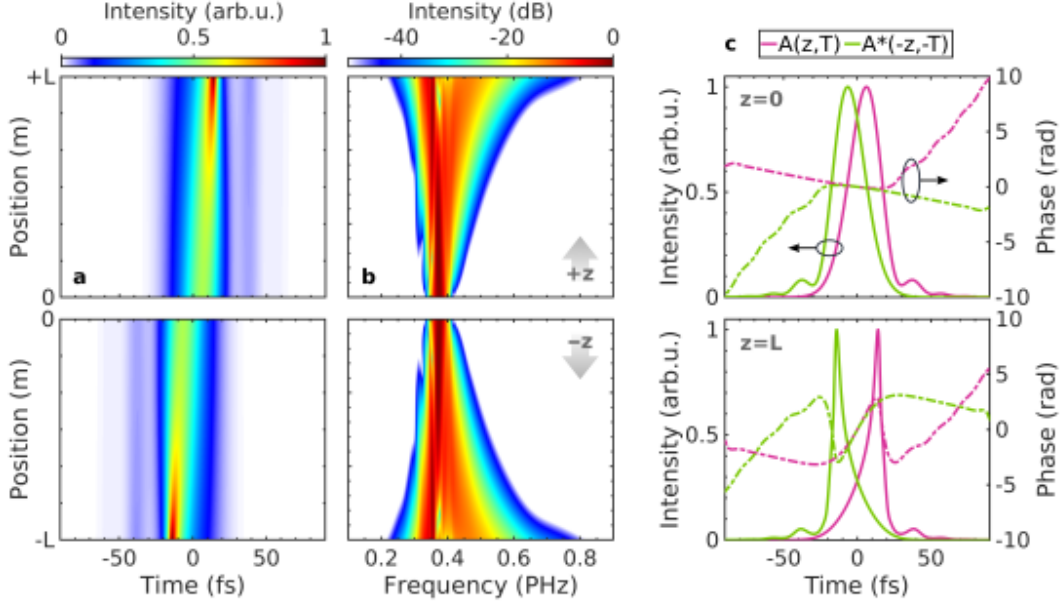 Intensity (arb.u.)
0 0.5 1
Intensity (dB)
-40 -20 0
c A(z,T) A*(-z,-T)
+L
Position (m)
0
a
b
+z
z=0
1
0.5
0
Intensity (arb.u.)
10
5
0
-5
-10
Phase (rad)
0
Position (m)
-L
-50 0 50
Time (fs)
−z
0.2 0.4 0.6 0.8
Frequency (PHz)
z=L
1
0.5
0
Intensity (arb.u.)
10
5
0
-5
-10
Phase (rad)
-50 0 50
Time (fs)